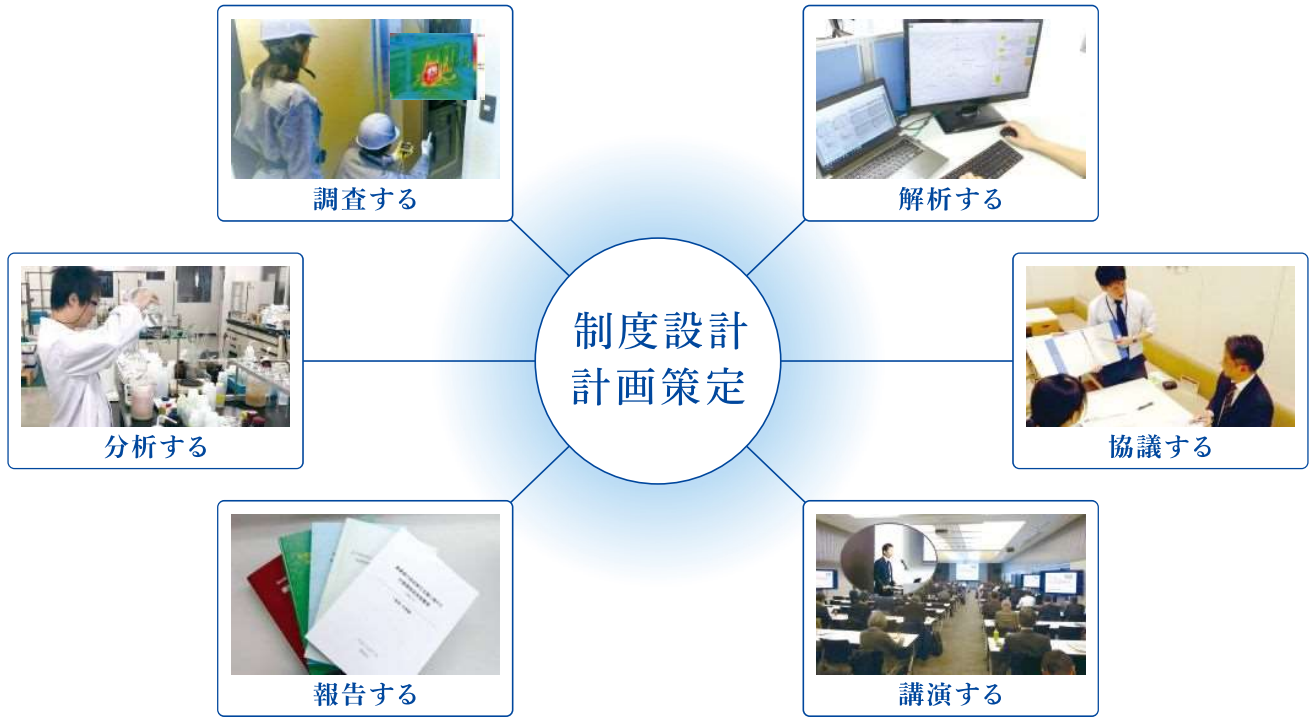 調査する
解析する
分析する
制度設計
計画策定
協議する
報告する
講演する